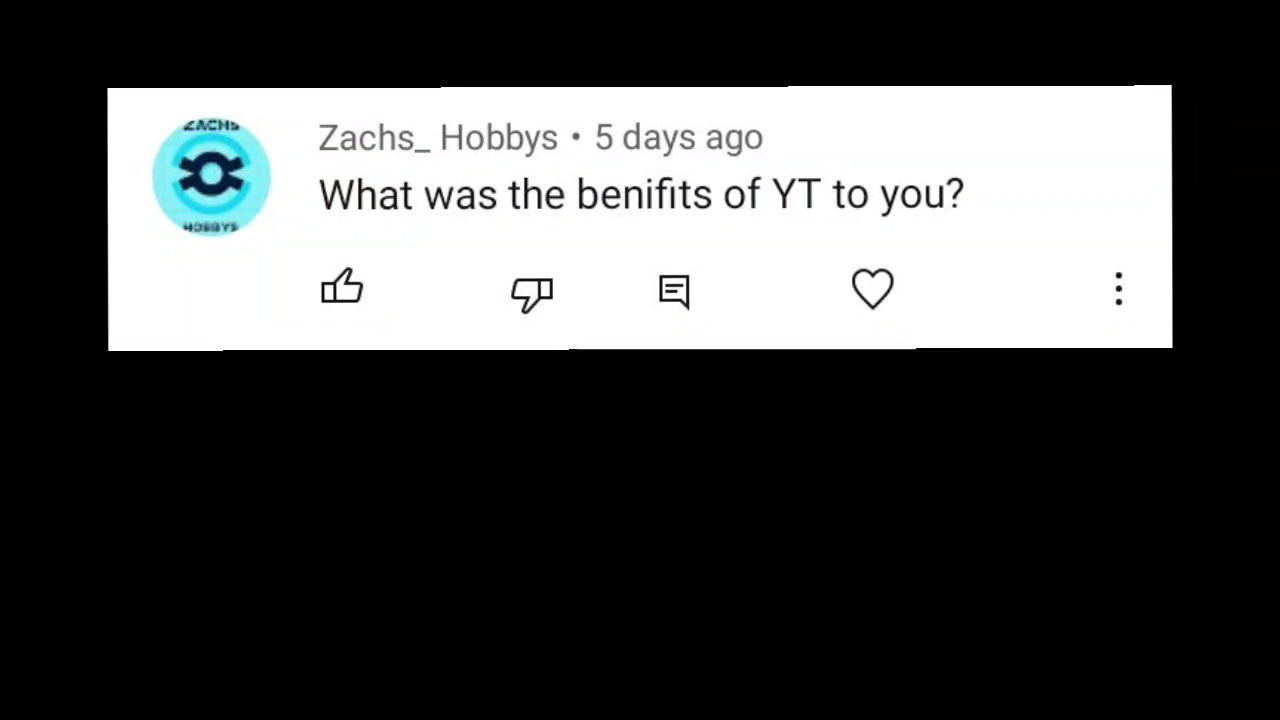 ZACHS
HOBBYS
Zachs_ Hobbys • 5 days ago
What was the benifits of YT to you?